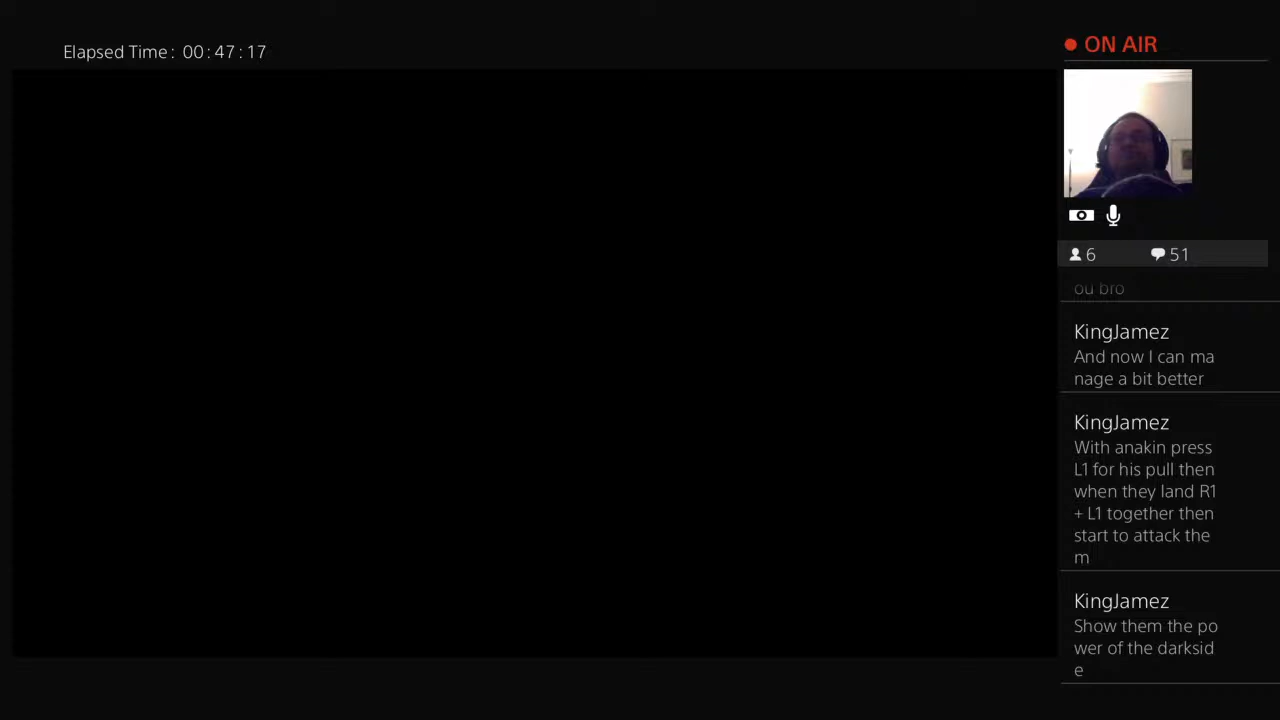 Elapsed Time: 00:47:17
ON AIR
6 51
ou bro
KingJamez
And now I can ma
nage a bit better
KingJamez
With anakin press
L1 for his pull then
when they land R1
+ L1 together then
start to attack the
m
KingJamez
Show them the po
wer of the darksid
e